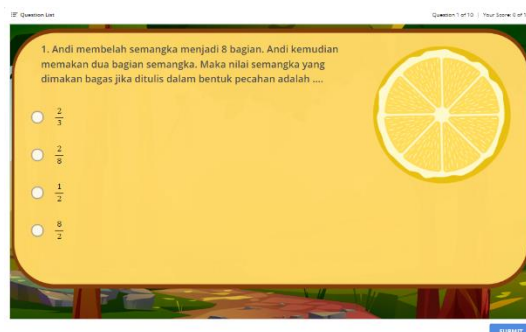 Question List
Question 1 of 10 | Your Score: 0 of
1. Andi membelah semangka menjadi 8 bagian. Andi kemudian
memakan dua bagian semangka. Maka nilai semangka yang
dimakan bagas jika ditulis dalam bentuk pecahan adalah ....
2/3
2/8
1/2
8/2
SUBMIT